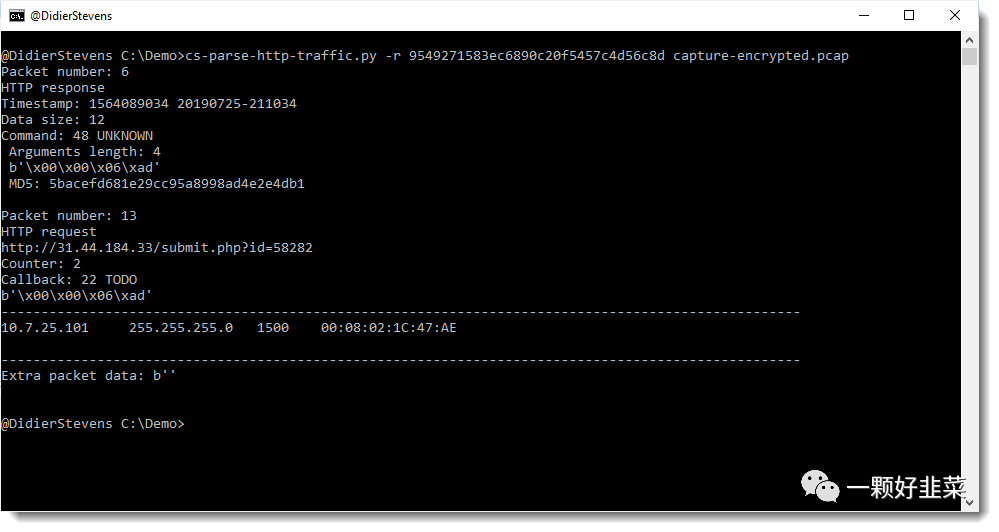 @DidierStevens
@DidierStevens C:\Demo>cs-parse-http-traffic.py -r 9549271583ec6890c20f5457c4d56c8d capture-encrypted.pcap
Packet number: 6
HTTP response
Timestamp: 1564089034 20190725-211034
Data size: 12
Command: 48 UNKNOWN
 Arguments length: 4
 b'\x00\x00\x06\xad'
 MD5: 5bacefd681e29cc95a8998ad4e2e4db1
Packet number: 13
HTTP request
http://31.44.184.33/submit.php?id=58282
Counter: 2
Callback: 22 TODO
b'\x00\x00\x06\xad'
----------------------------------------------------------------------------------------------------
10.7.25.101     255.255.255.0   1500    00:08:02:1C:47:AE
----------------------------------------------------------------------------------------------------
Extra packet data: b''
@DidierStevens C:\Demo>
一颗好韭菜